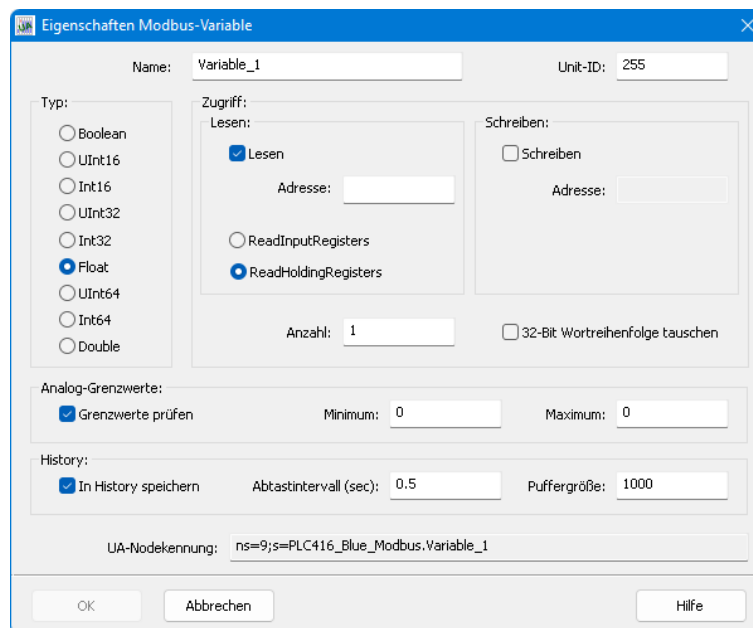 Eigenschaften Modbus-Variable
Name: Variable_1 Unit-ID: 255
Typ:
Boolean
UInt16
Int16
UInt32
Int32
Float
UInt64
Int64
Double
Zugriff:
Lesen:
Lesen
Adresse:
ReadInputRegisters
ReadHoldingRegisters
Schreiben:
Schreiben
Adresse:
Anzahl: 1
32-Bit Wortreihenfolge tauschen
Analog-Grenzwerte:
Grenzwerte prüfen Minimum: 0 Maximum: 0
History:
In History speichern Abtastintervall (sec): 0.5 Puffergröße: 1000
UA-Nodekennung: ns=9;s=PLC416_Blue_Modbus.Variable_1
OK Abbrechen Hilfe